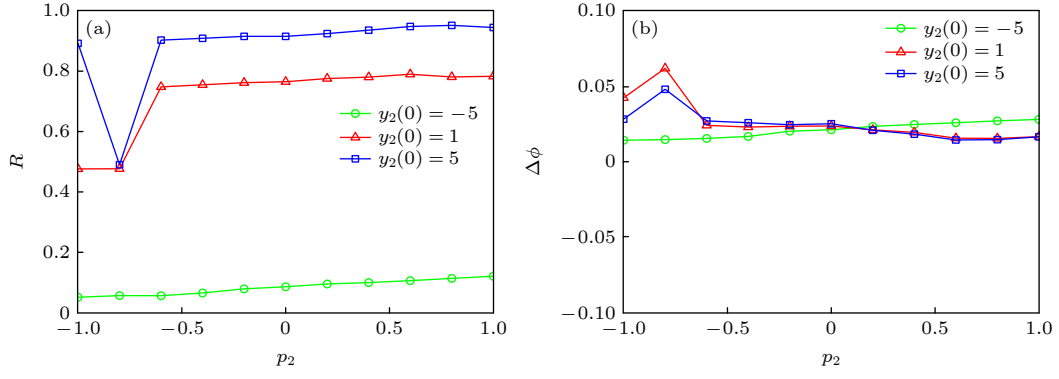 (a)
1.0
0.8
0.6
0.4
0.2
0
R
y₂(0) = −5
y₂(0) = 1
y₂(0) = 5
−1.0 −0.5 0 0.5 1.0
p₂
(b)
0.10
0.05
0
−0.05
−0.10
Δϕ
y₂(0) = −5
y₂(0) = 1
y₂(0) = 5
−1.0 −0.5 0 0.5 1.0
p₂